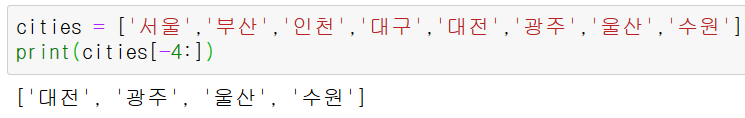 cities = ['서울','부산','인천','대구','대전','광주','울산','수원']
print(cities[-4:])
['대전', '광주', '울산', '수원']